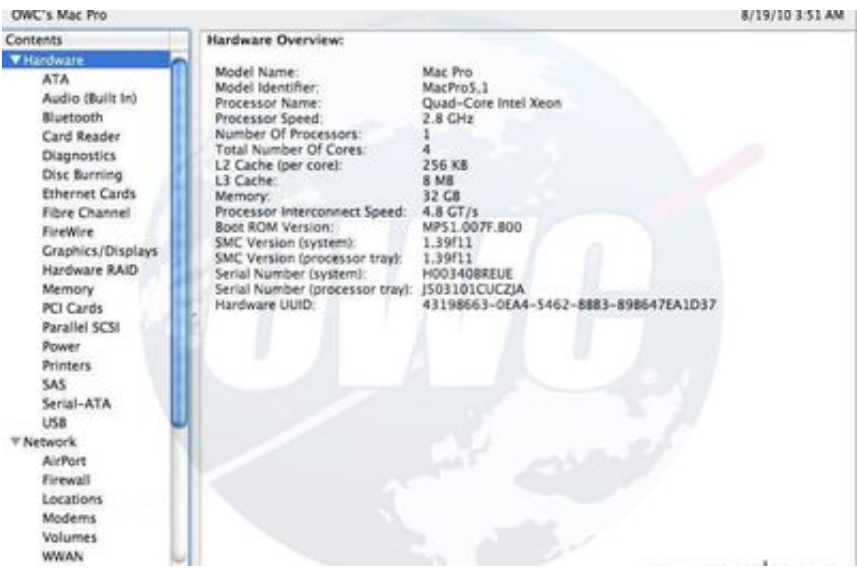 OWC's Mac Pro
8/19/10 3:51 AM
Contents
Hardware
ATA
Audio (Built In)
Bluetooth
Card Reader
Diagnostics
Disc Burning
Ethernet Cards
Fibre Channel
FireWire
Graphics/Displays
Hardware RAID
Memory
PCI Cards
Parallel SCSI
Power
Printers
SAS
Serial-ATA
USB
Network
AirPort
Firewall
Locations
Modems
Volumes
WWAN
Hardware Overview:
Model Name: Mac Pro
Model Identifier: MacPro5,1
Processor Name: Quad-Core Intel Xeon
Processor Speed: 2.8 GHz
Number Of Processors: 1
Total Number Of Cores: 4
L2 Cache (per core): 256 KB
L3 Cache: 8 MB
Memory: 32 GB
Processor Interconnect Speed: 4.8 GT/s
Boot ROM Version: MP51.007F.B00
SMC Version (system): 1.39f11
SMC Version (processor tray): 1.39f11
Serial Number (system): H003408REUE
Serial Number (processor tray): J503101CUCZJA
Hardware UUID: 43198663-0EA4-5462-8883-898647EA1D37
OWC